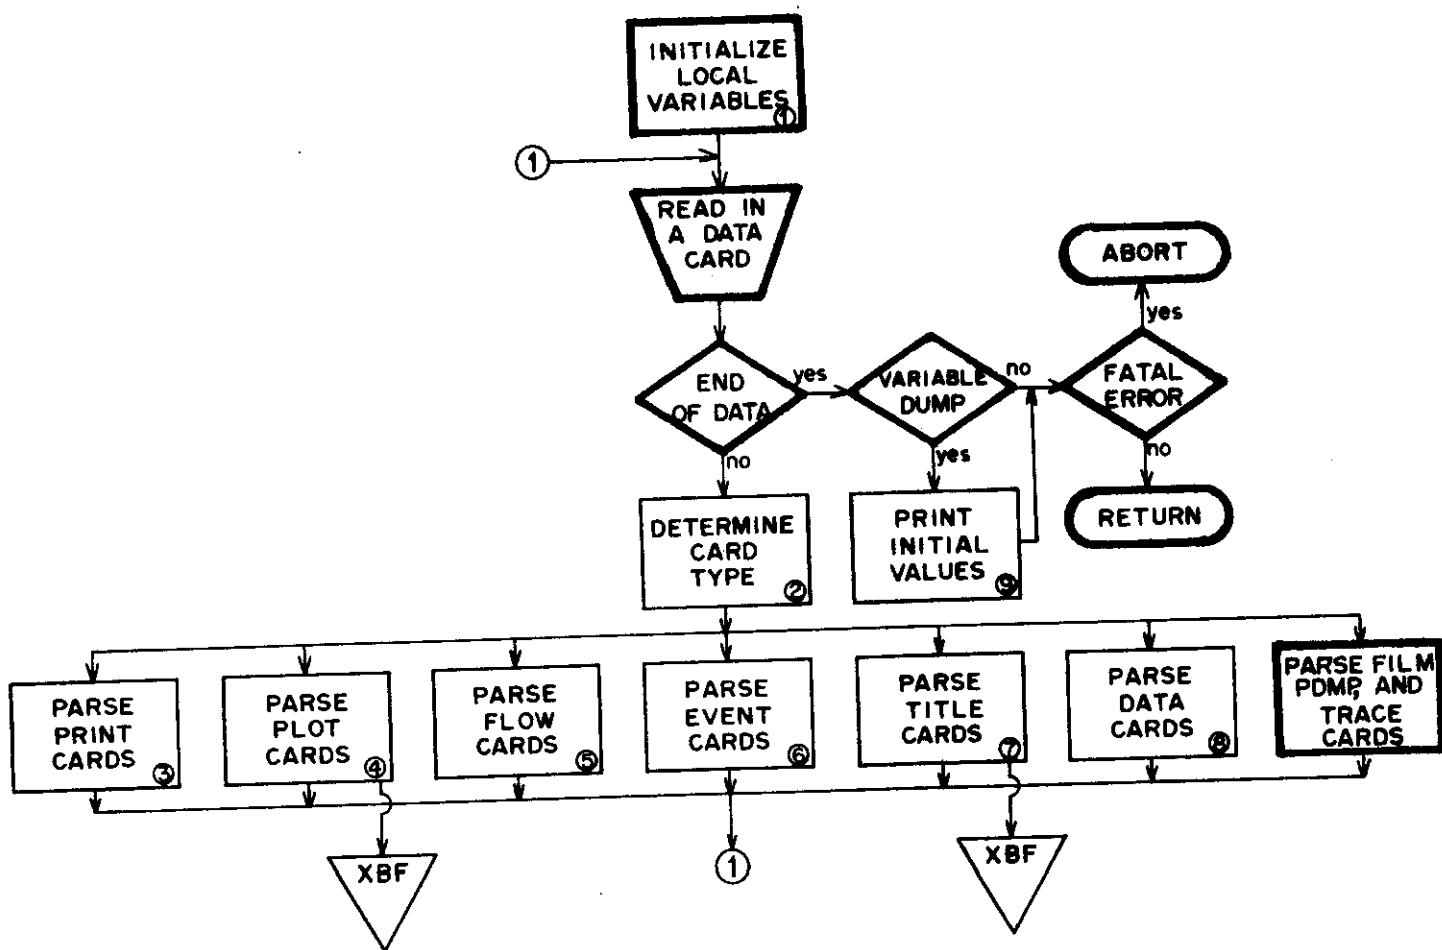 INITIALIZE
LOCAL
VARIABLES
①
①
READ IN
A DATA
CARD
ABORT
yes
END
OF DATA
yes
VARIABLE
DUMP
no
FATAL
ERROR
no
yes
no
DETERMINE
CARD
TYPE
②
PRINT
INITIAL
VALUES
⑨
RETURN
PARSE
PRINT
CARDS
③
PARSE
PLOT
CARDS
④
PARSE
FLOW
CARDS
⑤
PARSE
EVENT
CARDS
⑥
PARSE
TITLE
CARDS
⑦
PARSE
DATA
CARDS
⑧
PARSE FILM
PDMP, AND
TRACE
CARDS
XBF
①
XBF